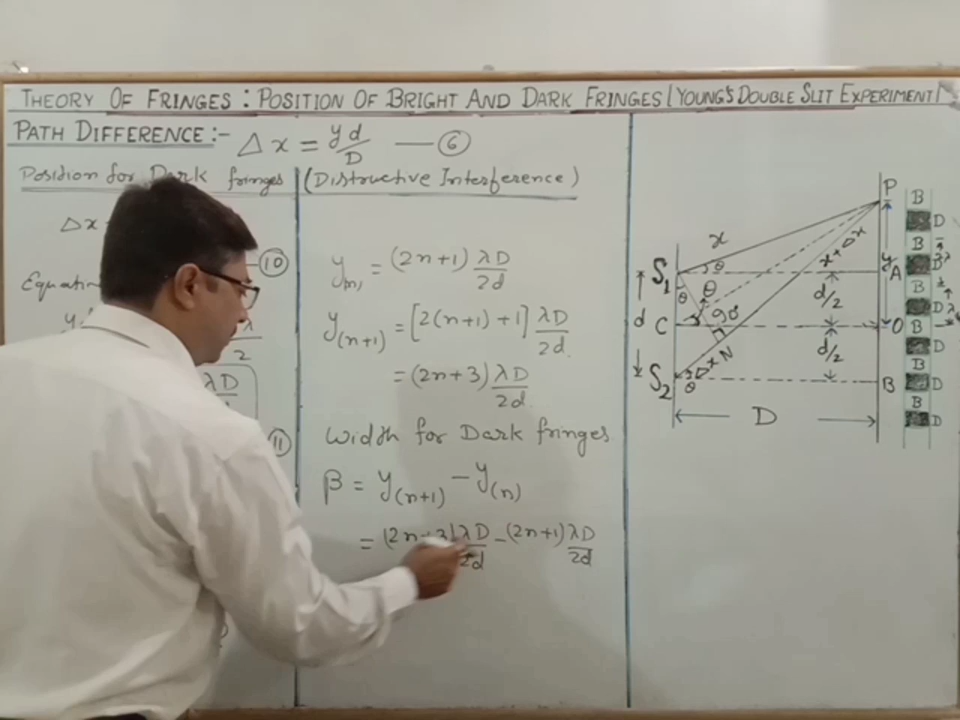 THEORY OF FRINGES : POSITION OF BRIGHT AND DARK FRINGES (YOUNG'S DOUBLE SLIT EXPERIMENT)
PATH DIFFERENCE :- Δx = yd/D — ⑥
Position for Dark fringes (Distructive Interference)
Δx
⑩
λ/2
λD
⑪
y(n) = (2n+1) λD/2d
y(n+1) = [2(n+1)+1] λD/2d
= (2n+3) λD/2d
Width for Dark fringes
β = y(n+1) - y(n)
= (2n+3) λD/2d - (2n+1) λD/2d
P
B
D
x
B
x+Δx
y
S1
θ
A
D
θ
θ
d/2
B
d
90°
D
C
O
B
N
d/2
D
Δx
B
S2
θ
B
D
B
D
D